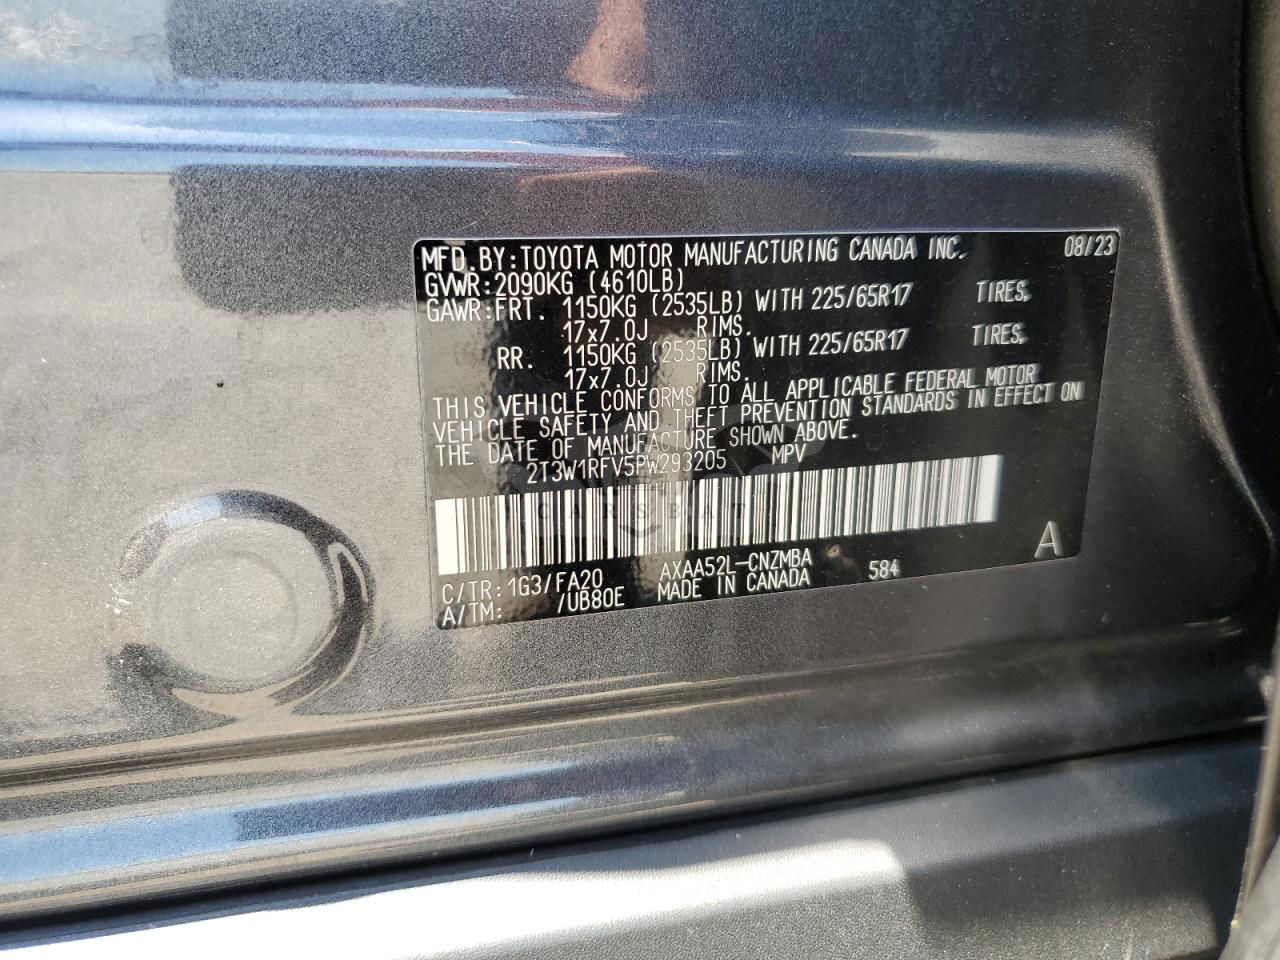 MFD.BY:TOYOTA MOTOR MANUFACTURING CANADA INC. 08/23
GVWR:2090KG (4610LB)
GAWR:FRT. 1150KG (2535LB) WITH 225/65R17 TIRES,
17x7.0J RIMS.
RR. 1150KG (2535LB) WITH 225/65R17 TIRES,
17x7.0J RIMS.
THIS VEHICLE CONFORMS TO ALL APPLICABLE FEDERAL MOTOR
VEHICLE SAFETY AND THEFT PREVENTION STANDARDS IN EFFECT ON
THE DATE OF MANUFACTURE SHOWN ABOVE.
2T3W1RFV5PW293205 MPV
CARSBAT
C/TR:1G3/FA20 AXAA52L-CNZMBA 584 A
A/TM: /UB80E MADE IN CANADA